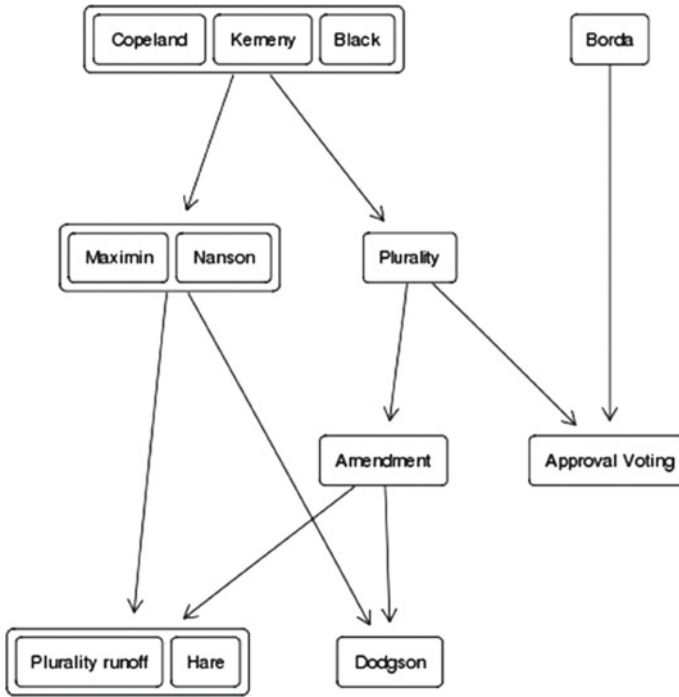 Copeland Kemeny Black Borda
Maximin Nanson Plurality
Amendment Approval Voting
Plurality runoff Hare Dodgson